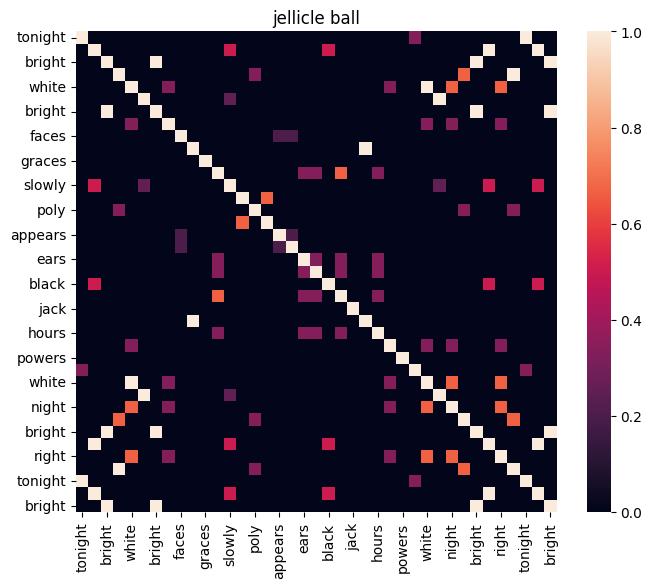 jellicle ball
tonight
bright
white
bright
faces
graces
slowly
poly
appears
ears
black
jack
hours
powers
white
night
bright
right
tonight
bright
1.0
0.8
0.6
0.4
0.2
0.0
tonight
bright
white
bright
faces
graces
slowly
poly
appears
ears
black
jack
hours
powers
white
night
bright
right
tonight
bright